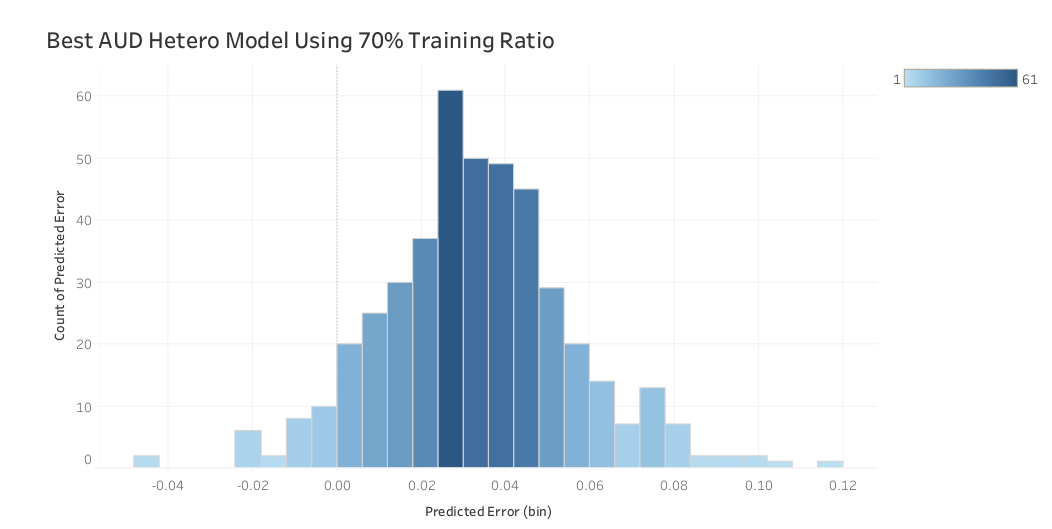 Best AUD Hetero Model Using 70% Training Ratio
1 61
60
50
40
30
20
10
0
Count of Predicted Error
-0.04 -0.02 0.00 0.02 0.04 0.06 0.08 0.10 0.12
Predicted Error (bin)